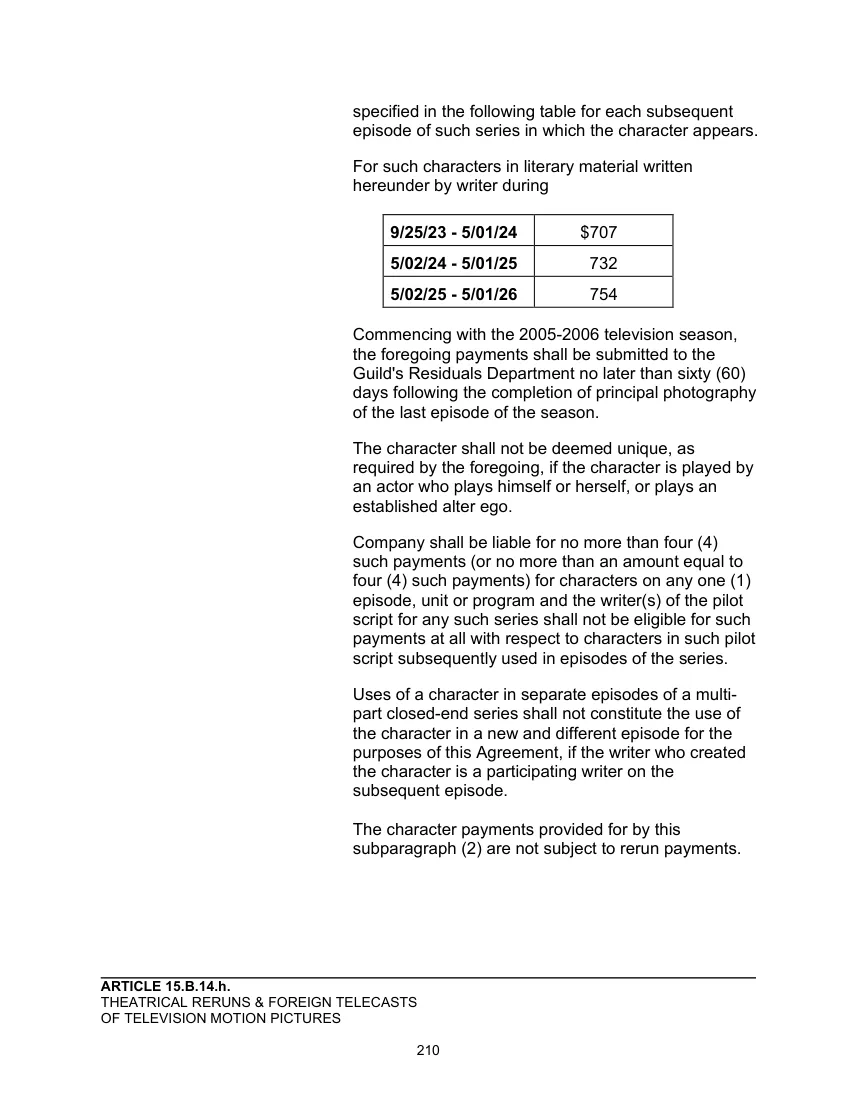 specified in the following table for each subsequent
episode of such series in which the character appears.
For such characters in literary material written
hereunder by writer during
9/25/23 - 5/01/24 $707
5/02/24 - 5/01/25 732
5/02/25 - 5/01/26 754
Commencing with the 2005-2006 television season,
the foregoing payments shall be submitted to the
Guild's Residuals Department no later than sixty (60)
days following the completion of principal photography
of the last episode of the season.
The character shall not be deemed unique, as
required by the foregoing, if the character is played by
an actor who plays himself or herself, or plays an
established alter ego.
Company shall be liable for no more than four (4)
such payments (or no more than an amount equal to
four (4) such payments) for characters on any one (1)
episode, unit or program and the writer(s) of the pilot
script for any such series shall not be eligible for such
payments at all with respect to characters in such pilot
script subsequently used in episodes of the series.
Uses of a character in separate episodes of a multi-
part closed-end series shall not constitute the use of
the character in a new and different episode for the
purposes of this Agreement, if the writer who created
the character is a participating writer on the
subsequent episode.
The character payments provided for by this
subparagraph (2) are not subject to rerun payments.
ARTICLE 15.B.14.h.
THEATRICAL RERUNS & FOREIGN TELECASTS
OF TELEVISION MOTION PICTURES
210